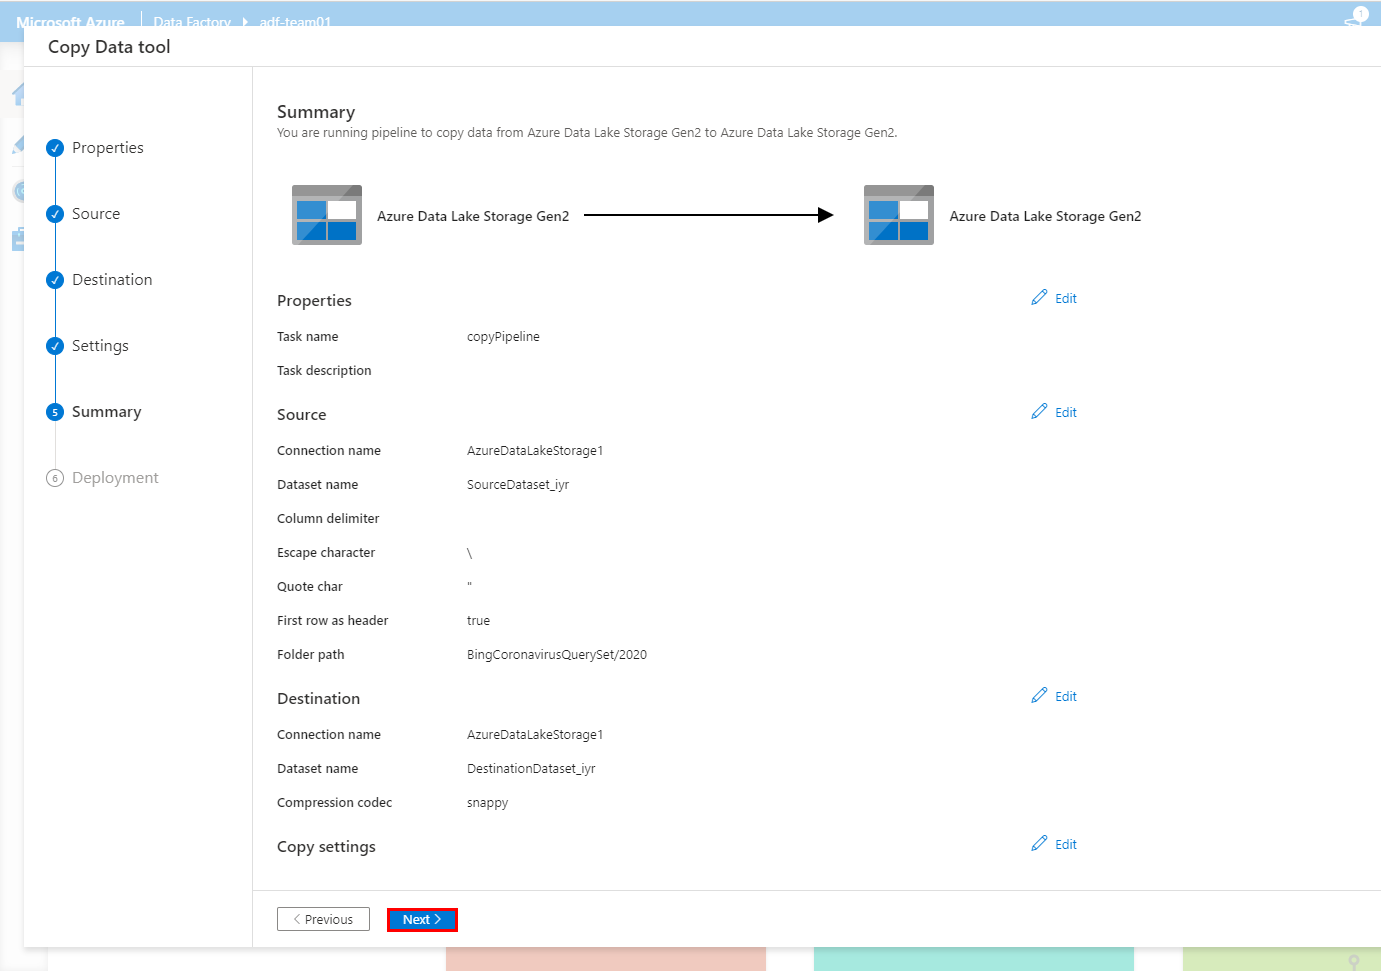 Microsoft Azure Data Factory adf-team01
1
Copy Data tool
Properties
Source
Destination
Settings
5 Summary
6 Deployment
Summary
You are running pipeline to copy data from Azure Data Lake Storage Gen2 to Azure Data Lake Storage Gen2.
Azure Data Lake Storage Gen2 Azure Data Lake Storage Gen2
Properties Edit
Task name copyPipeline
Task description
Source Edit
Connection name AzureDataLakeStorage1
Dataset name SourceDataset_iyr
Column delimiter
Escape character \
Quote char "
First row as header true
Folder path BingCoronavirusQuerySet/2020
Destination Edit
Connection name AzureDataLakeStorage1
Dataset name DestinationDataset_iyr
Compression codec snappy
Copy settings Edit
< Previous Next >